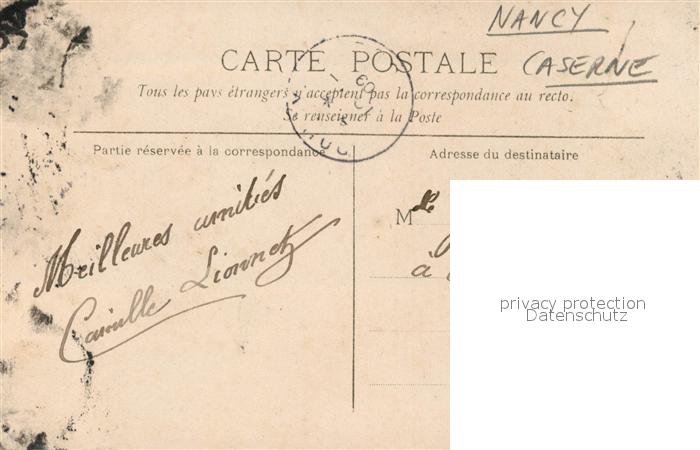 NANCY
CASERNE
CARTE POSTALE
Tous les pays étrangers n'acceptent pas la correspondance au recto.
Se renseigner à la Poste
Partie réservée à la correspondance
Adresse du destinataire
Meilleures amitiés
Camille
Mlle
à
privacy protection
Datenschutz